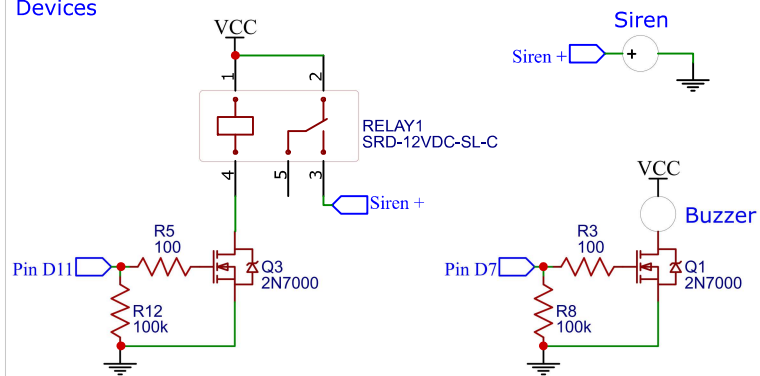 Devices
VCC
1
2
RELAY1
SRD-12VDC-SL-C
4
5
3
Siren +
R5
100
Pin D11
Q3
2N7000
R12
100k
Siren
Siren +
+
VCC
Buzzer
R3
100
Pin D7
Q1
2N7000
R8
100k